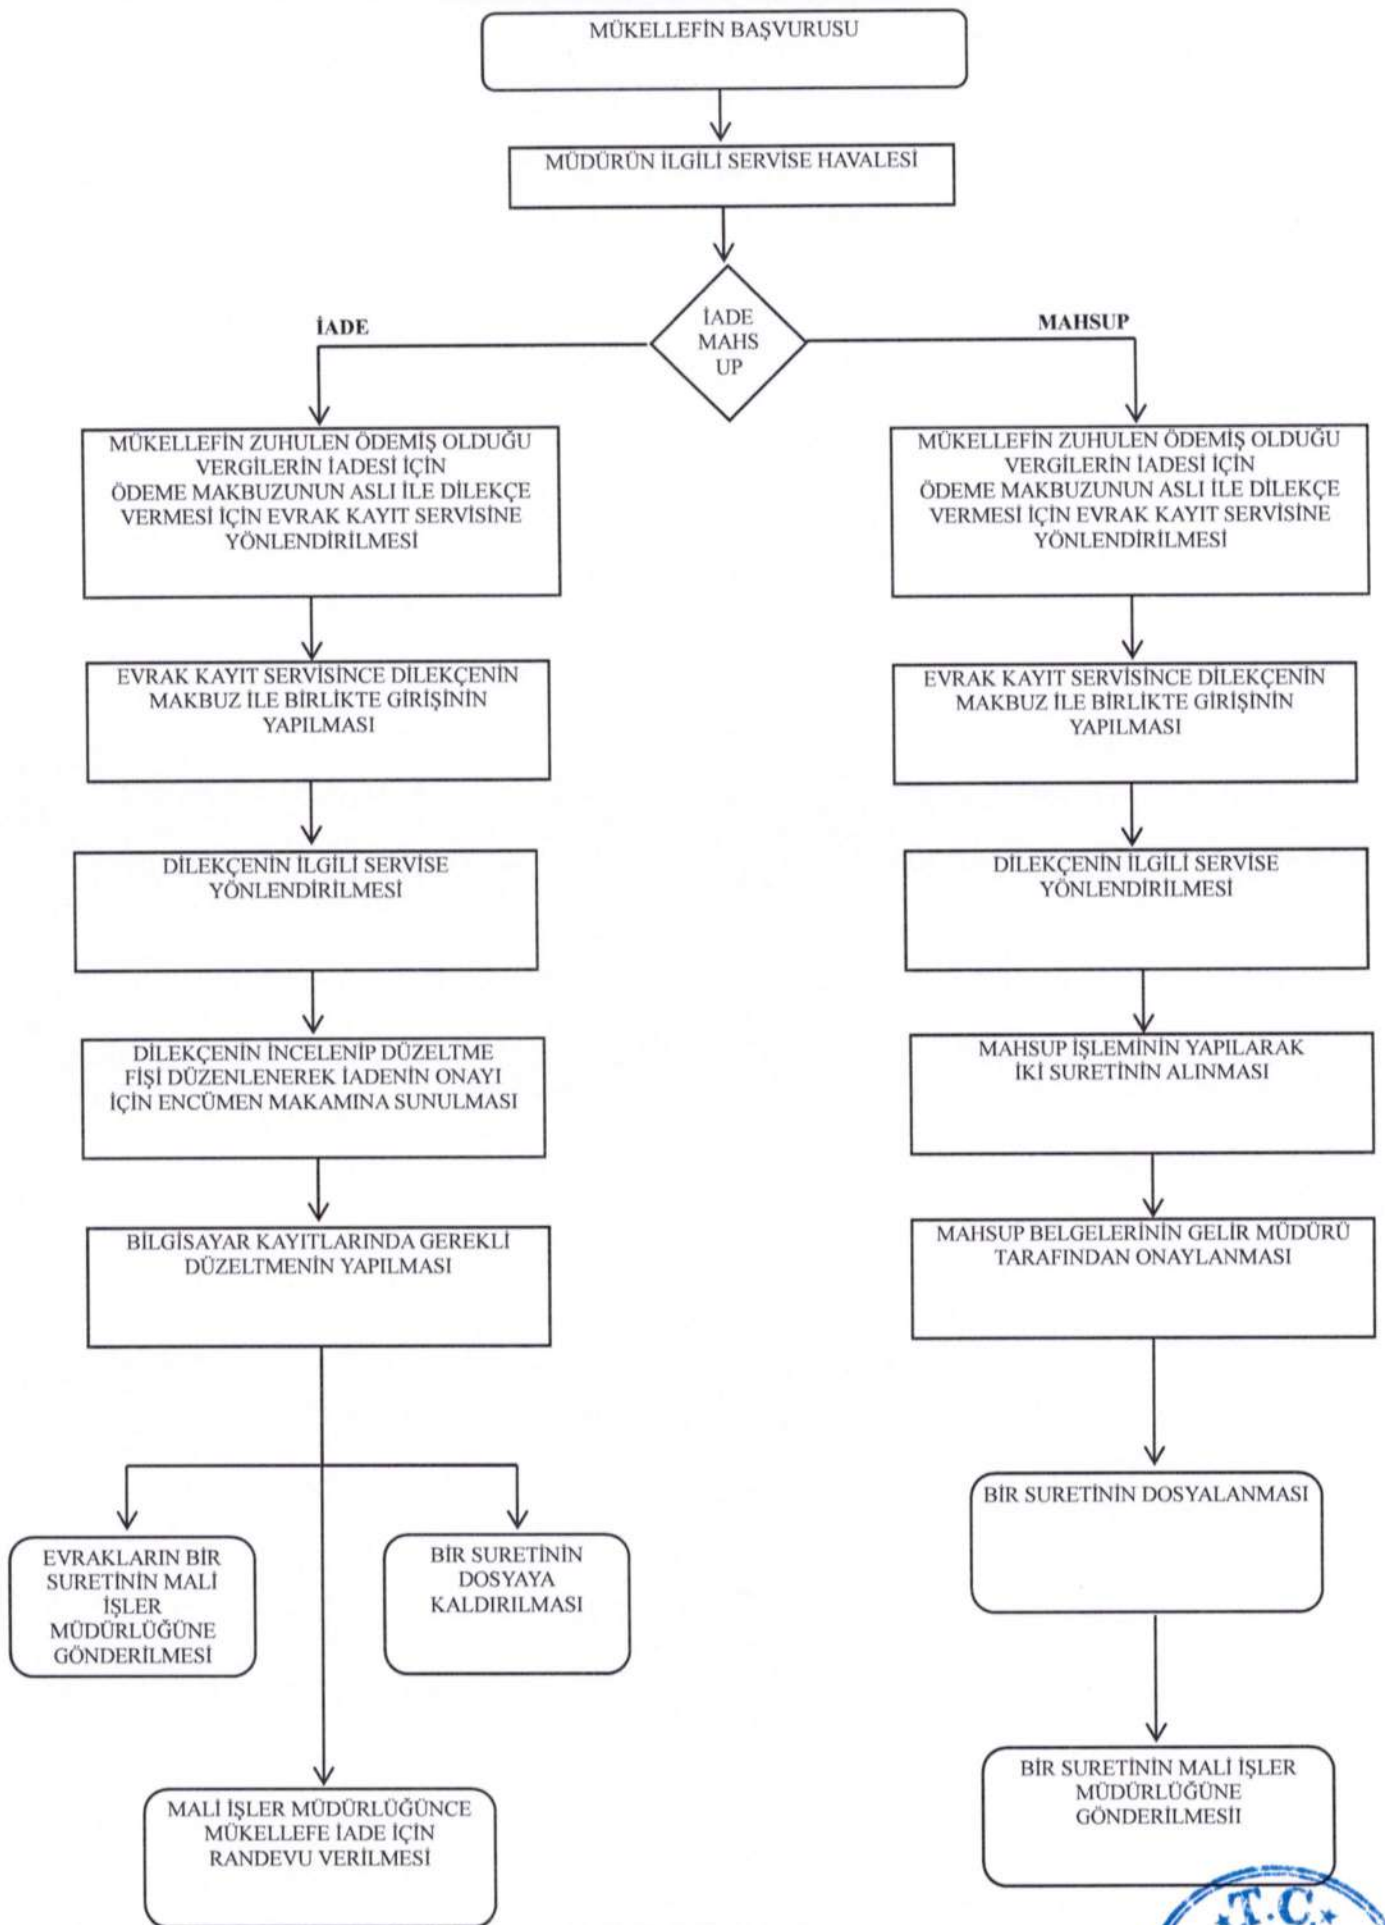 MÜKELLEFİN BAŞVURUSU
MÜDÜRÜN İLGİLİ SERVİSE HAVALESİ
İADE
MAHS
UP
İADE
MAHSUP
MÜKELLEFİN ZUHULEN ÖDEMİŞ OLDUĞU
VERGİLERİN İADESİ İÇİN
ÖDEME MAKBUZUNUN ASLI İLE DİLEKÇE
VERMESİ İÇİN EVRAK KAYIT SERVİSİNE
YÖNLENDİRİLMESİ
EVRAK KAYIT SERVİSİNCE DİLEKÇENİN
MAKBUZ İLE BİRLİKTE GİRİŞİNİN
YAPILMASI
DİLEKÇENİN İLGİLİ SERVİSE
YÖNLENDİRİLMESİ
DİLEKÇENİN İNCELENİP DÜZELTME
FİŞİ DÜZENLENEREK İADENİN ONAYI
İÇİN ENCÜMEN MAKAMINA SUNULMASI
BİLGİSAYAR KAYITLARINDA GEREKLİ
DÜZELTMENİN YAPILMASI
EVRAKLARIN BİR
SURETİNİN MALİ
İŞLER
MÜDÜRLÜĞÜNE
GÖNDERİLMESİ
BİR SURETİNİN
DOSYAYA
KALDIRILMASI
MALİ İŞLER MÜDÜRLÜĞÜNCE
MÜKELLEFE İADE İÇİN
RANDEVU VERİLMESİ
MÜKELLEFİN ZUHULEN ÖDEMİŞ OLDUĞU
VERGİLERİN İADESİ İÇİN
ÖDEME MAKBUZUNUN ASLI İLE DİLEKÇE
VERMESİ İÇİN EVRAK KAYIT SERVİSİNE
YÖNLENDİRİLMESİ
EVRAK KAYIT SERVİSİNCE DİLEKÇENİN
MAKBUZ İLE BİRLİKTE GİRİŞİNİN
YAPILMASI
DİLEKÇENİN İLGİLİ SERVİSE
YÖNLENDİRİLMESİ
MAHSUP İŞLEMİNİN YAPILARAK
İKİ SURETİNİN ALINMASI
MAHSUP BELGELERİNİN GELİR MÜDÜRÜ
TARAFINDAN ONAYLANMASI
BİR SURETİNİN DOSYALANMASI
BİR SURETİNİN MALİ İŞLER
MÜDÜRLÜĞÜNE
GÖNDERİLMESİI
T.C.